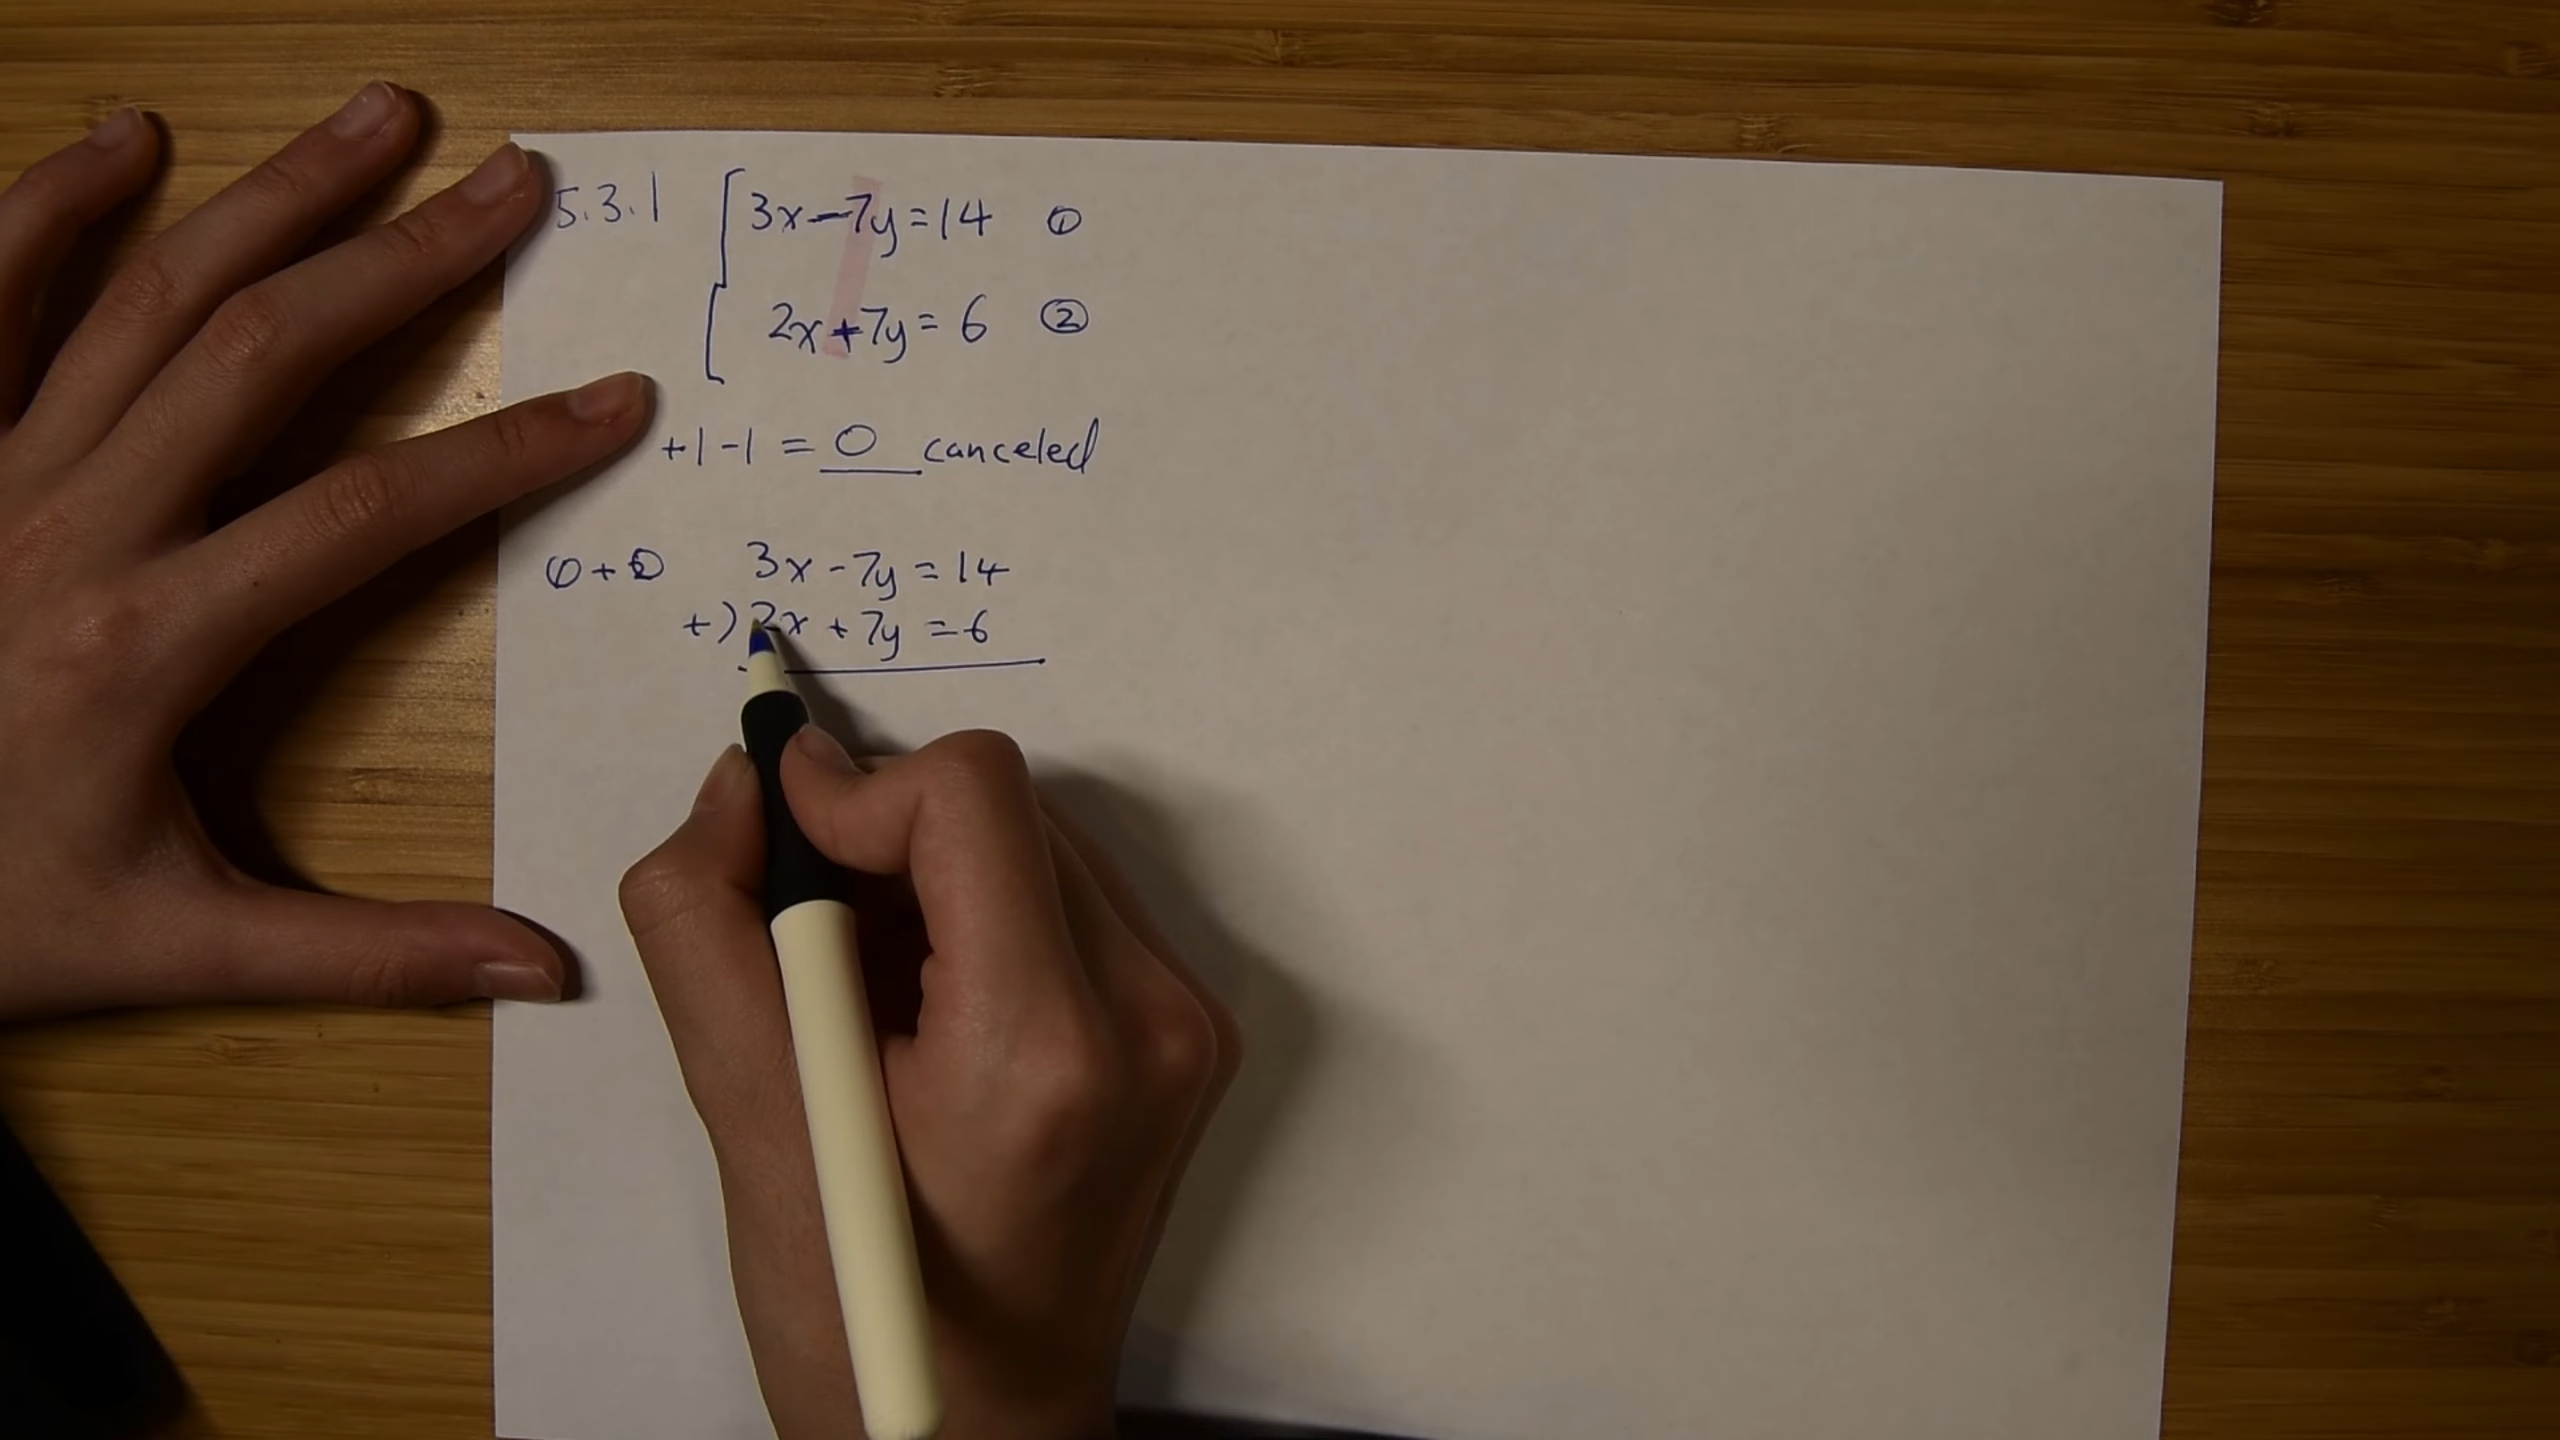 5.3.1 3x-7y=14 ①
2x+7y=6 ②
+1-1=0 canceled
①+② 3x-7y=14
+) 2x+7y=6